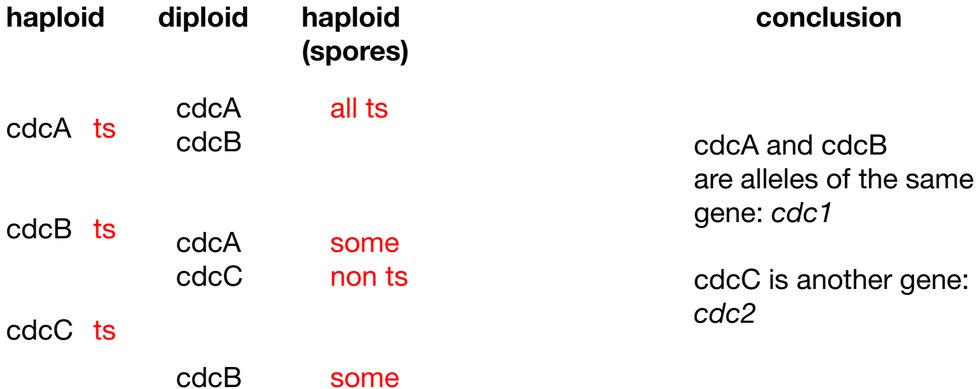 haploid diploid haploid conclusion
(spores)
cdcA all ts
cdcA ts
cdcB
cdcA and cdcB
are alleles of the same
gene: cdc1
cdcB ts
cdcA some
cdcC non ts
cdcC is another gene:
cdc2
cdcC ts
cdcB some